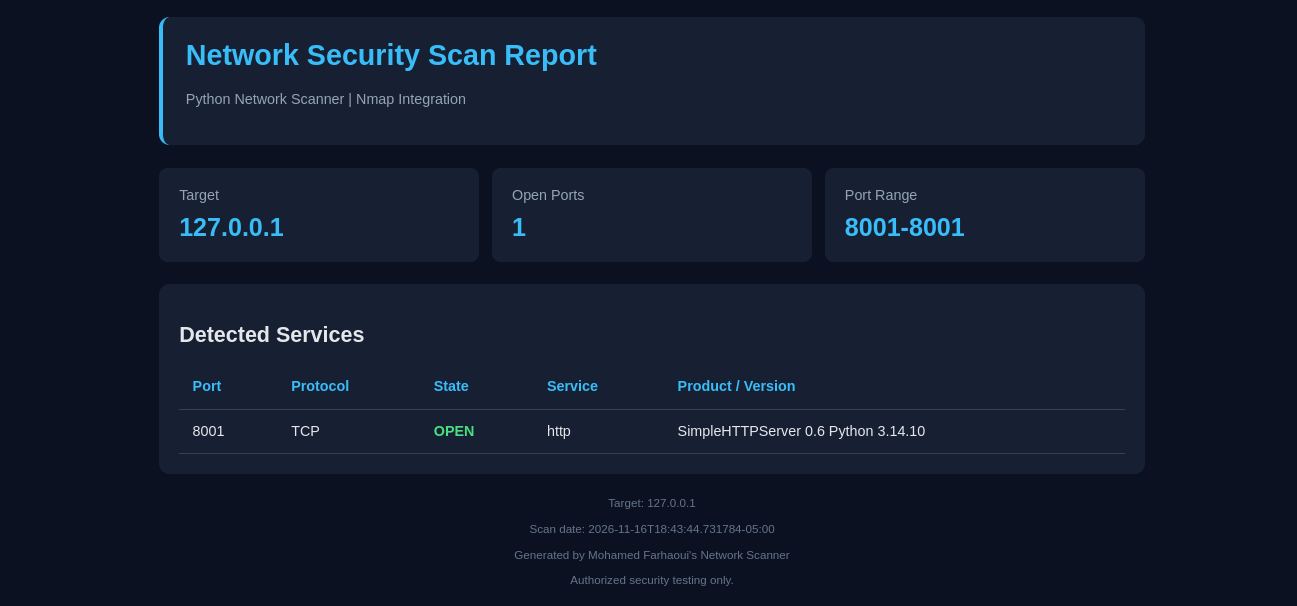 Network Security Scan Report
Python Network Scanner | Nmap Integration
Target
127.0.0.1
Open Ports
1
Port Range
8001-8001
Detected Services
Port Protocol State Service Product / Version
8001 TCP OPEN http SimpleHTTPServer 0.6 Python 3.14.10
Target: 127.0.0.1
Scan date: 2026-11-16T18:43:44.731784-05:00
Generated by Mohamed Farhaoui's Network Scanner
Authorized security testing only.